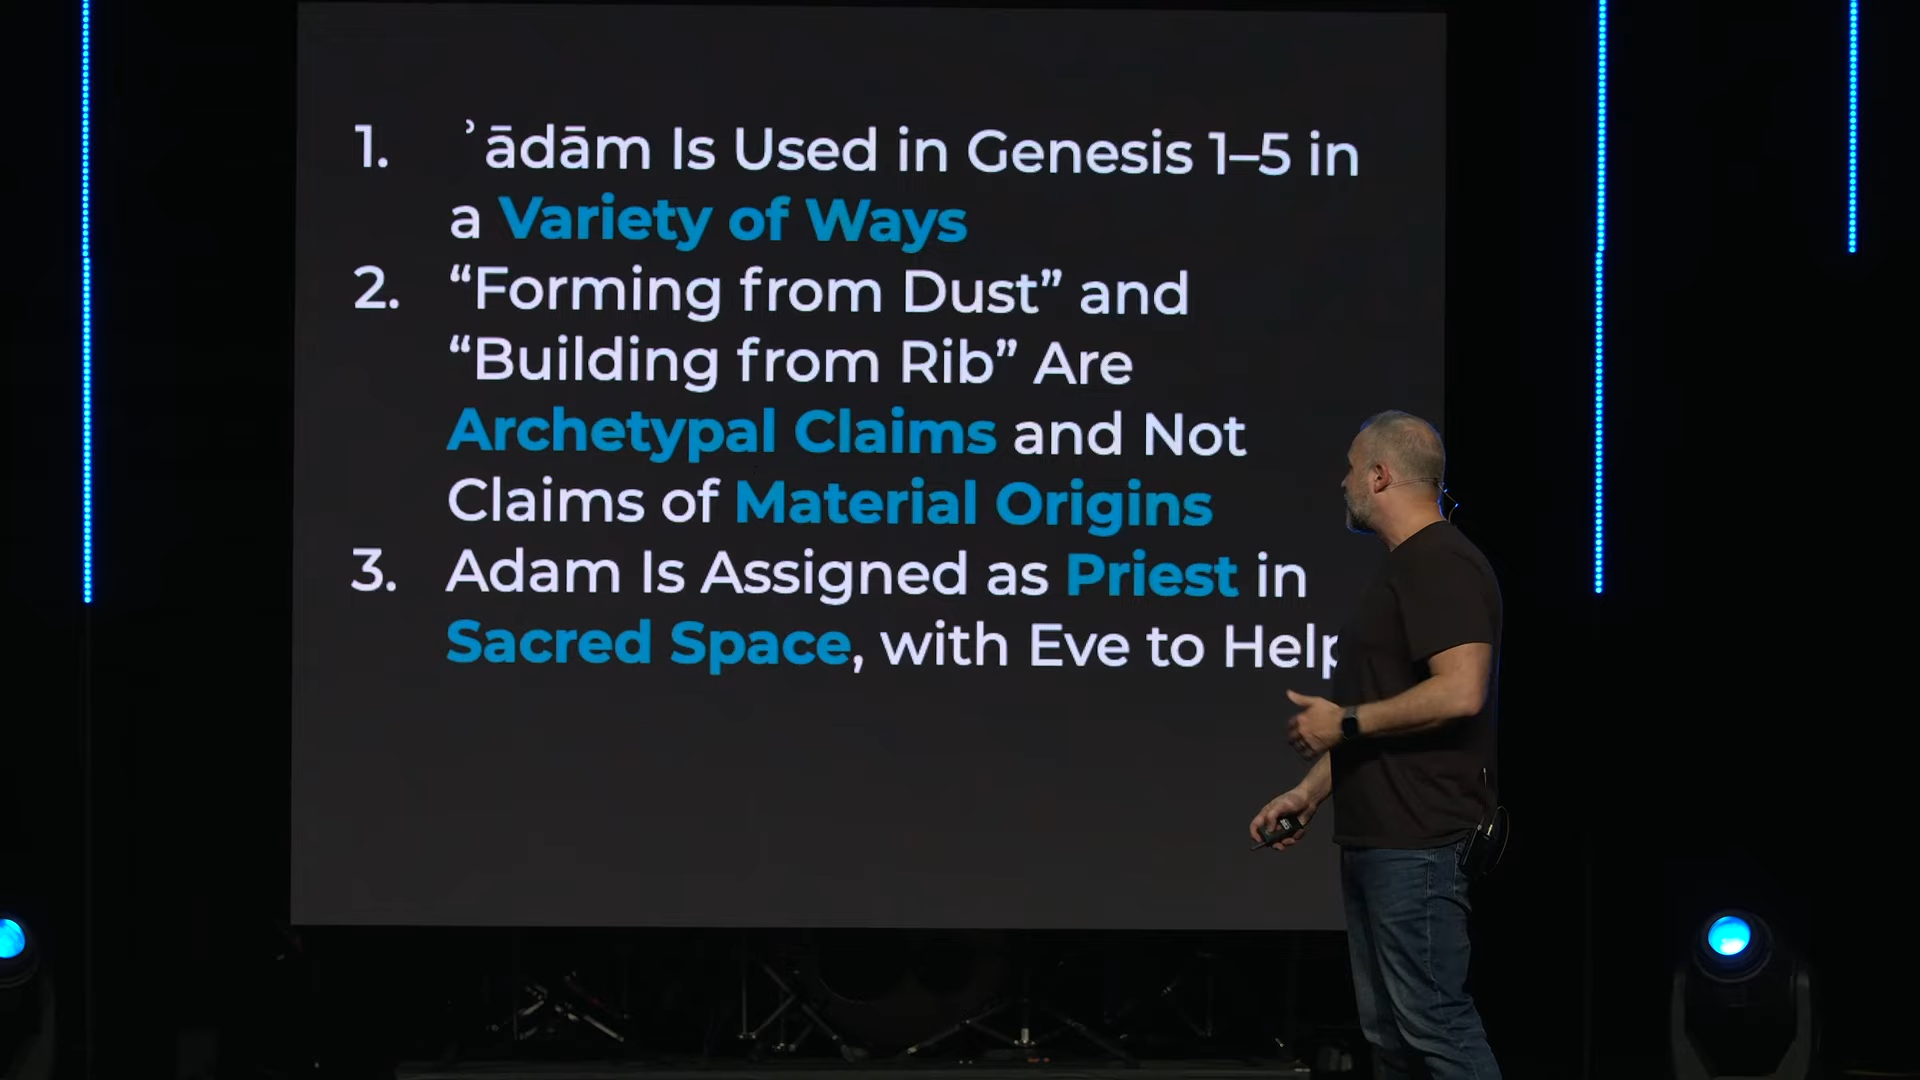 1. ʾādām Is Used in Genesis 1–5 in
a Variety of Ways
2. “Forming from Dust” and
“Building from Rib” Are
Archetypal Claims and Not
Claims of Material Origins
3. Adam Is Assigned as Priest in
Sacred Space, with Eve to Help